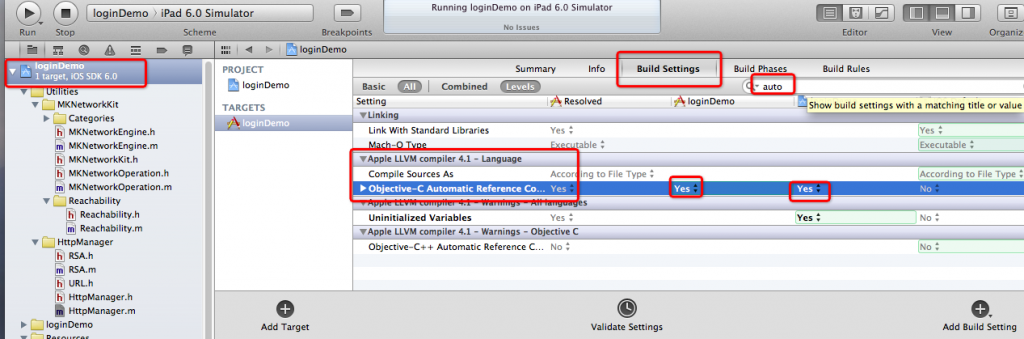 Running loginDemo on iPad 6.0 Simulator
No Issues
loginDemo
iPad 6.0 Simulator
Run
Stop
Scheme
Breakpoints
Editor
View
Organiz
loginDemo
1 target, iOS SDK 6.0
Utilities
MKNetworkKit
Categories
MKNetworkEngine.h
MKNetworkEngine.m
MKNetworkKit.h
MKNetworkOperation.h
MKNetworkOperation.m
Reachability
Reachability.h
Reachability.m
HttpManager
RSA.h
RSA.m
URL.h
HttpManager.h
HttpManager.m
loginDemo
Resources
loginDemo
PROJECT
loginDemo
TARGETS
loginDemo
Summary Info Build Settings Build Phases Build Rules
Basic All Combined Levels auto
Show build settings with a matching title or value
Setting Resolved loginDemo
Linking
Link With Standard Libraries Yes Yes
Mach-O Type Executable Executable
Apple LLVM compiler 4.1 - Language
Compile Sources As According to File Type According to File Type
Objective-C Automatic Reference Co... Yes Yes Yes No
Apple LLVM compiler 4.1 - Warnings - All languages
Uninitialized Variables Yes Yes No
Apple LLVM compiler 4.1 - Warnings - Objective C
Objective-C++ Automatic Reference C... No No
Add Target
Validate Settings
Add Build Setting